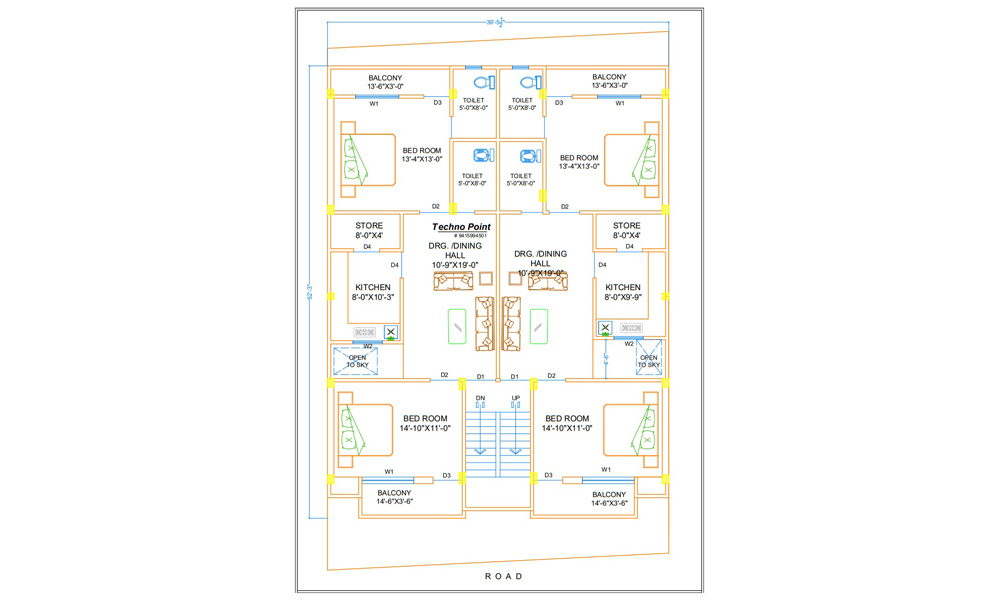 39'-5½"
BALCONY
13'-6"X3'-0"
W1
D3
TOILET
5'-0"X8'-0"
TOILET
5'-0"X8'-0"
D3
BALCONY
13'-6"X3'-0"
W1
BED ROOM
13'-4"X13'-0"
BED ROOM
13'-4"X13'-0"
TOILET
5'-0"X8'-0"
TOILET
5'-0"X8'-0"
D2
D2
STORE
8'-0"X4'
D4
Techno Point
# 9415994501
DRG. /DINING
HALL
10'-9"X19'-0"
DRG. /DINING
HALL
10'-9"X19'-0"
STORE
8'-0"X4'
D4
D4
D4
52'-3"
KITCHEN
8'-0"X10'-3"
KITCHEN
8'-0"X9'-9"
W2
OPEN
TO SKY
W2
4'-6"
OPEN
TO SKY
D2
D1
D1
D2
DN
UP
BED ROOM
14'-10"X11'-0"
BED ROOM
14'-10"X11'-0"
W1
D3
D3
W1
BALCONY
14'-6"X3'-6"
BALCONY
14'-6"X3'-6"
ROAD